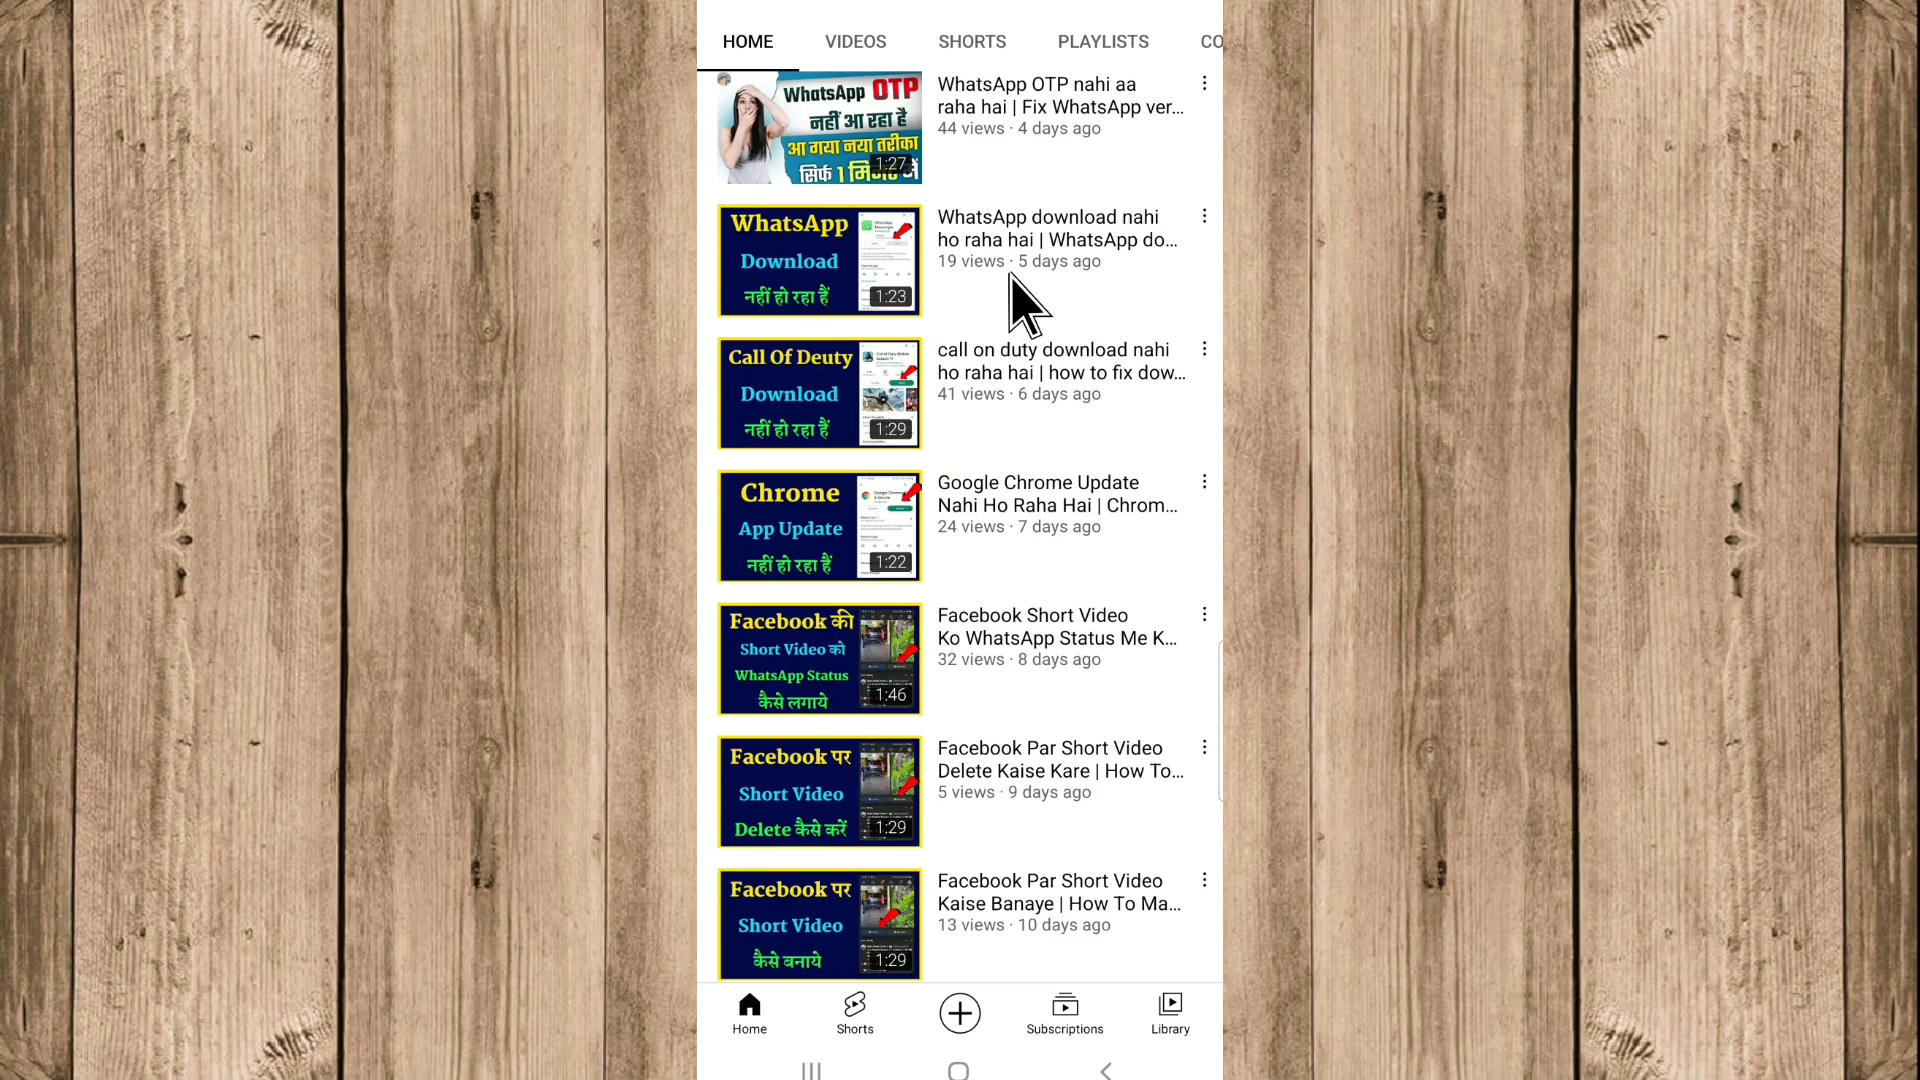 HOME VIDEOS SHORTS PLAYLISTS CO
WhatsApp OTP
नहीं आ रहा है
आ गया नया तरीका
सिर्फ 1 मिनट में
1:27
WhatsApp OTP nahi aa
raha hai | Fix WhatsApp ver...
44 views · 4 days ago
WhatsApp
Download
नहीं हो रहा हैं
1:23
WhatsApp download nahi
ho raha hai | WhatsApp do...
19 views · 5 days ago
Call Of Deuty
Download
नहीं हो रहा हैं
1:29
call on duty download nahi
ho raha hai | how to fix dow...
41 views · 6 days ago
Chrome
App Update
नहीं हो रहा हैं
1:22
Google Chrome Update
Nahi Ho Raha Hai | Chrom...
24 views · 7 days ago
Facebook की
Short Video को
WhatsApp Status
कैसे लगाये
1:46
Facebook Short Video
Ko WhatsApp Status Me K...
32 views · 8 days ago
Facebook पर
Short Video
Delete कैसे करें
1:29
Facebook Par Short Video
Delete Kaise Kare | How To...
5 views · 9 days ago
Facebook पर
Short Video
कैसे बनाये
1:29
Facebook Par Short Video
Kaise Banaye | How To Ma...
13 views · 10 days ago
Home Shorts Subscriptions Library